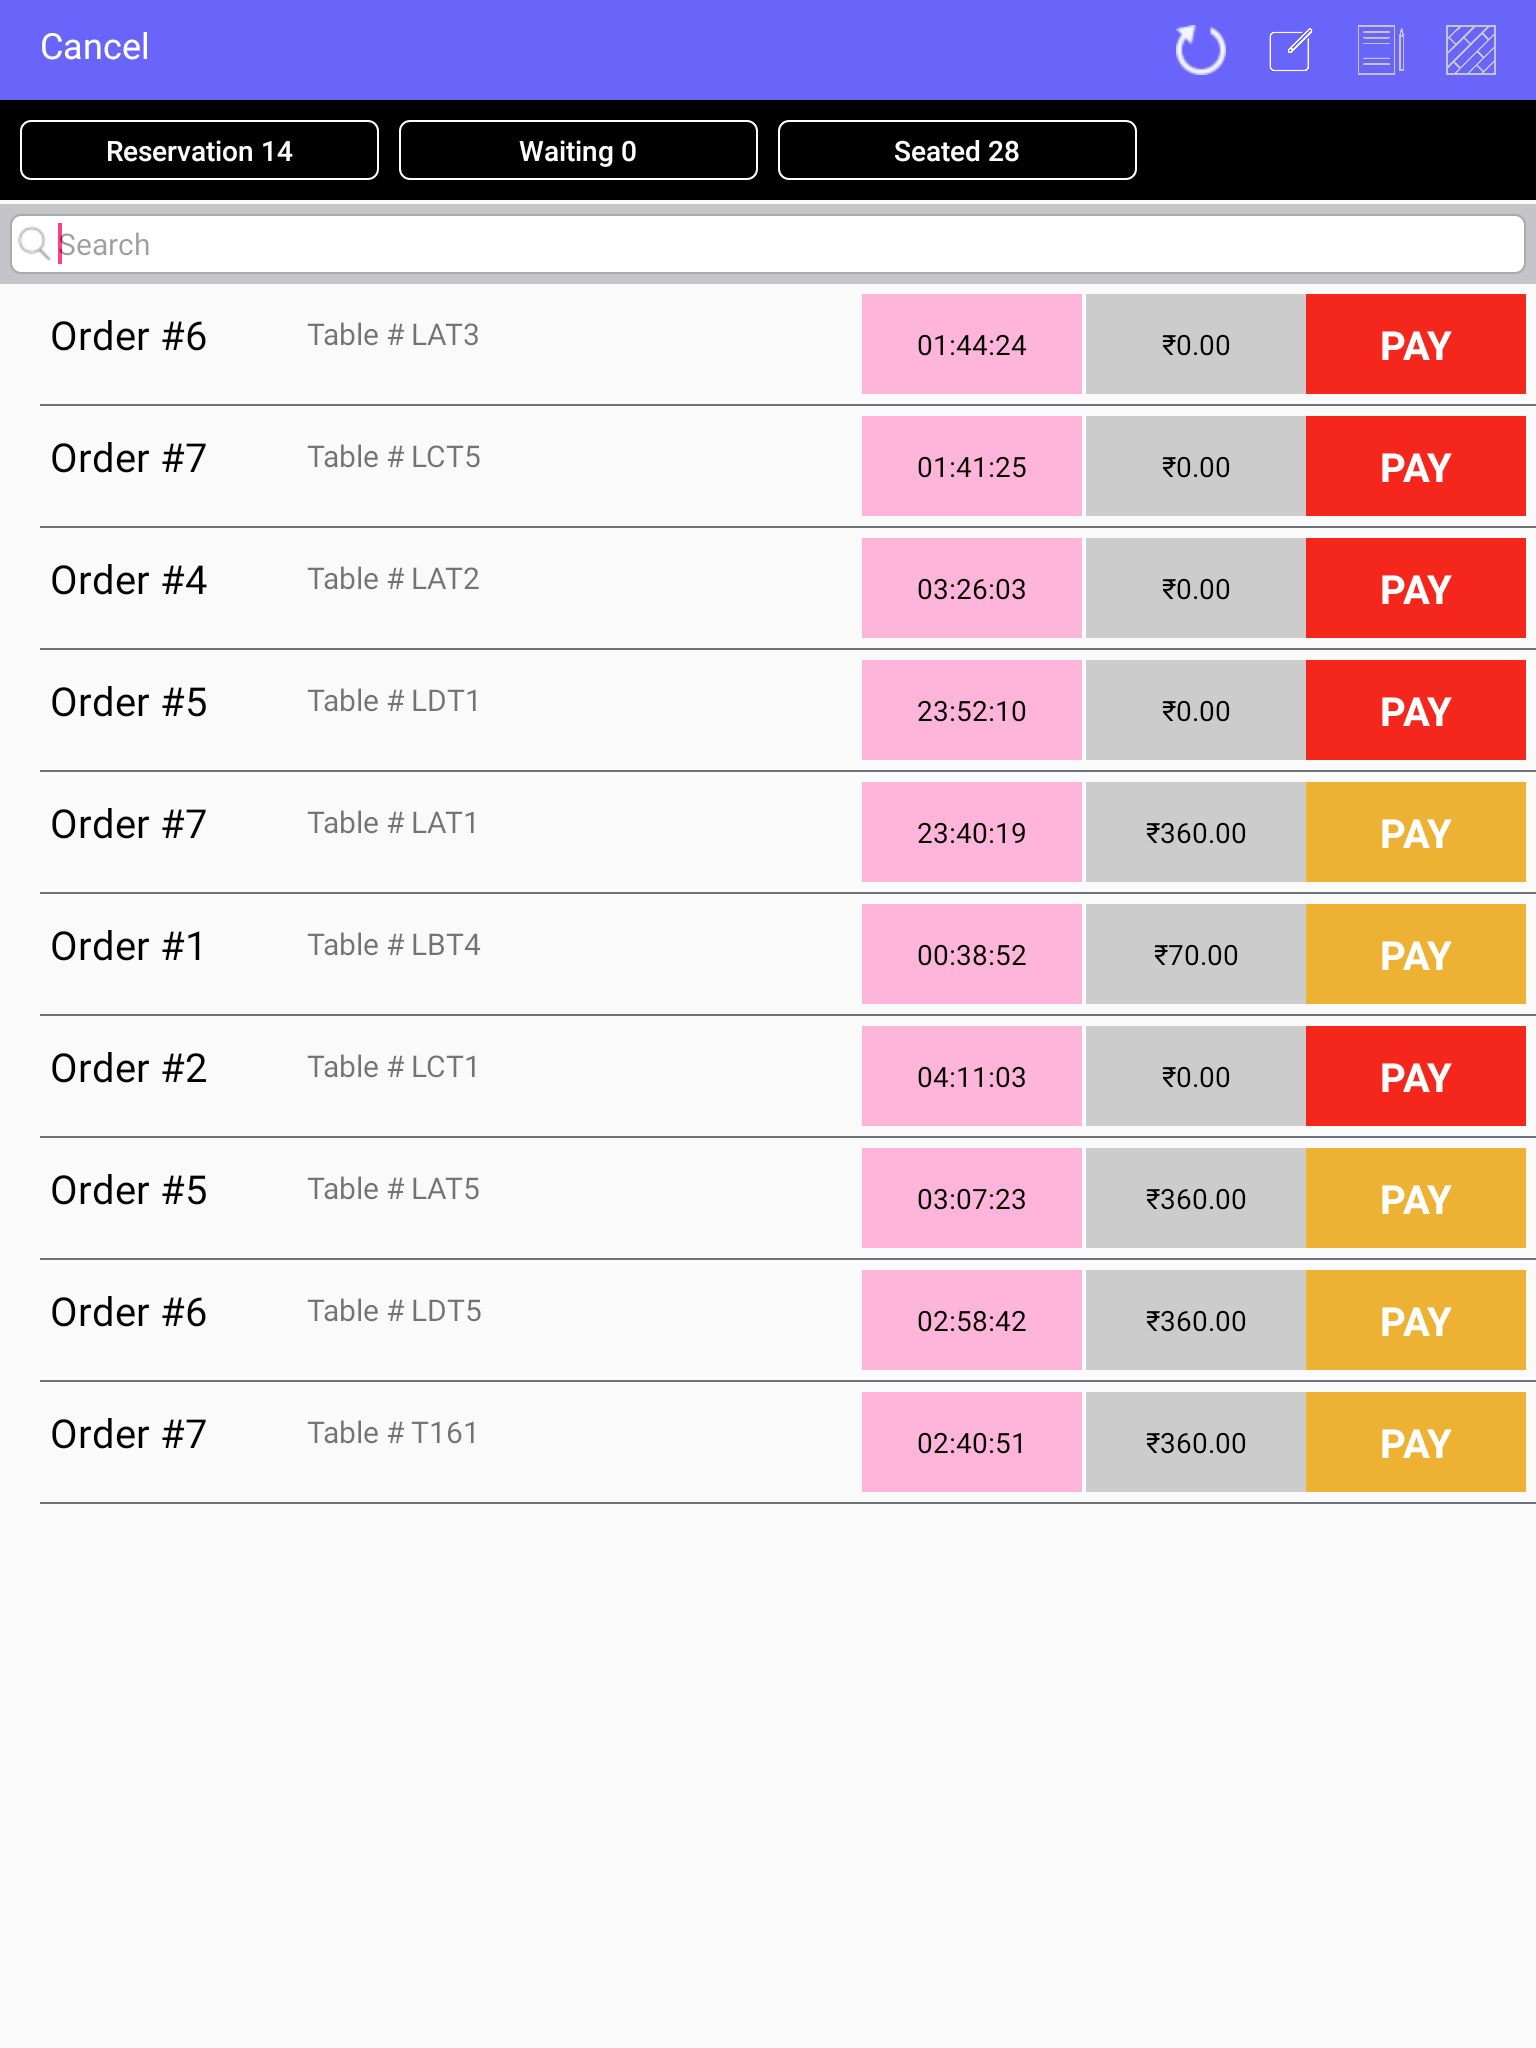 Cancel
Reservation 14 Waiting 0 Seated 28
Search
Order #6 Table # LAT3 01:44:24 ₹0.00 PAY
Order #7 Table # LCT5 01:41:25 ₹0.00 PAY
Order #4 Table # LAT2 03:26:03 ₹0.00 PAY
Order #5 Table # LDT1 23:52:10 ₹0.00 PAY
Order #7 Table # LAT1 23:40:19 ₹360.00 PAY
Order #1 Table # LBT4 00:38:52 ₹70.00 PAY
Order #2 Table # LCT1 04:11:03 ₹0.00 PAY
Order #5 Table # LAT5 03:07:23 ₹360.00 PAY
Order #6 Table # LDT5 02:58:42 ₹360.00 PAY
Order #7 Table # T161 02:40:51 ₹360.00 PAY